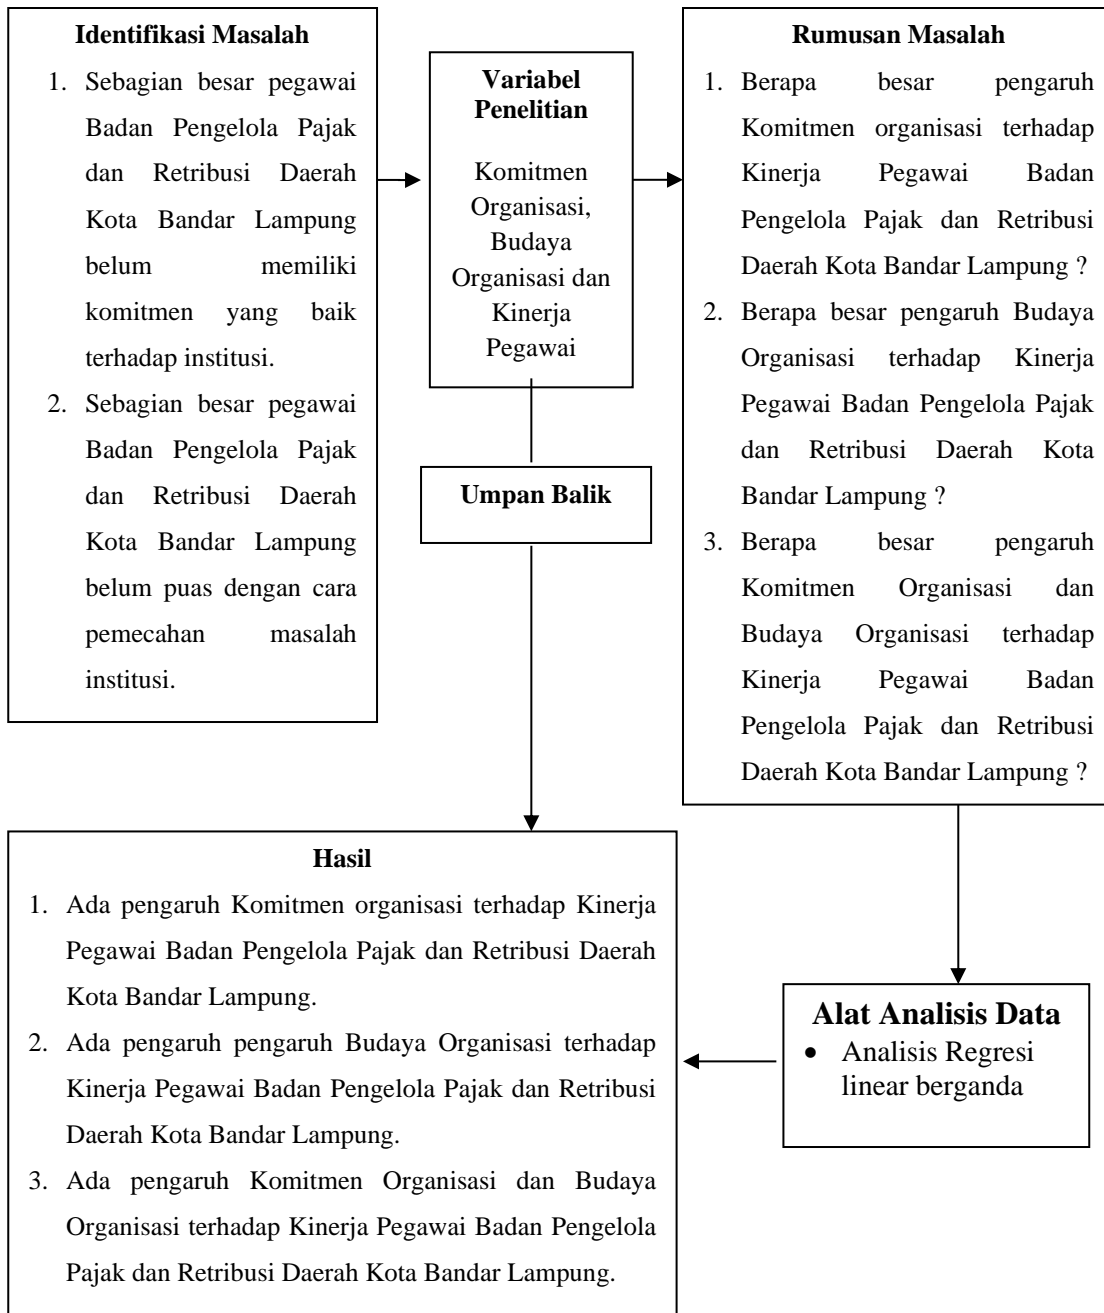 Identifikasi Masalah
1. Sebagian besar pegawai
Badan Pengelola Pajak
dan Retribusi Daerah
Kota Bandar Lampung
belum memiliki
komitmen yang baik
terhadap institusi.
2. Sebagian besar pegawai
Badan Pengelola Pajak
dan Retribusi Daerah
Kota Bandar Lampung
belum puas dengan cara
pemecahan masalah
institusi.
Variabel
Penelitian
Komitmen
Organisasi,
Budaya
Organisasi dan
Kinerja
Pegawai
Rumusan Masalah
1. Berapa besar pengaruh
Komitmen organisasi terhadap
Kinerja Pegawai Badan
Pengelola Pajak dan Retribusi
Daerah Kota Bandar Lampung ?
2. Berapa besar pengaruh Budaya
Organisasi terhadap Kinerja
Pegawai Badan Pengelola Pajak
dan Retribusi Daerah Kota
Bandar Lampung ?
3. Berapa besar pengaruh
Komitmen Organisasi dan
Budaya Organisasi terhadap
Kinerja Pegawai Badan
Pengelola Pajak dan Retribusi
Daerah Kota Bandar Lampung ?
Umpan Balik
Hasil
1. Ada pengaruh Komitmen organisasi terhadap Kinerja
Pegawai Badan Pengelola Pajak dan Retribusi Daerah
Kota Bandar Lampung.
2. Ada pengaruh pengaruh Budaya Organisasi terhadap
Kinerja Pegawai Badan Pengelola Pajak dan Retribusi
Daerah Kota Bandar Lampung.
3. Ada pengaruh Komitmen Organisasi dan Budaya
Organisasi terhadap Kinerja Pegawai Badan Pengelola
Pajak dan Retribusi Daerah Kota Bandar Lampung.
Alat Analisis Data
• Analisis Regresi
linear berganda